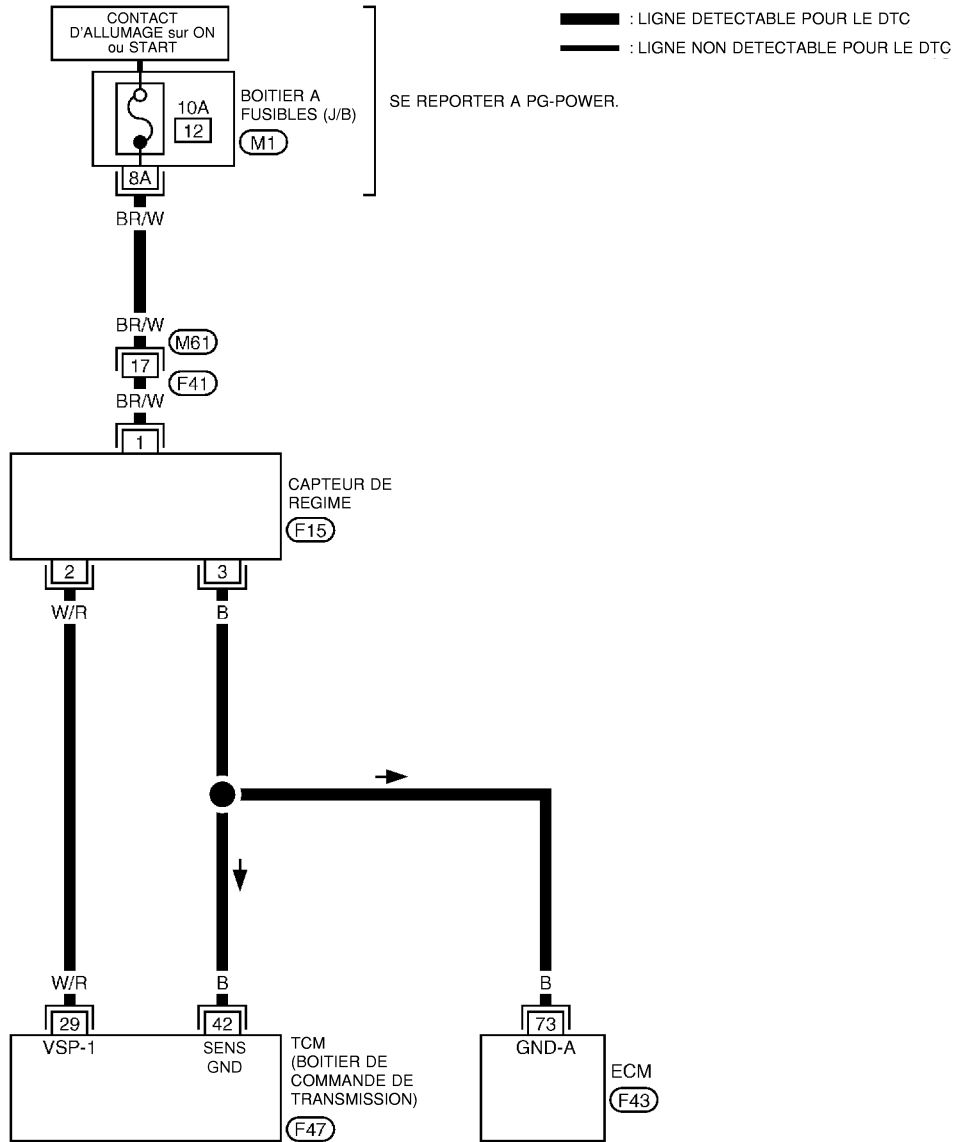 CONTACT
D'ALLUMAGE sur ON
ou START
: LIGNE DETECTABLE POUR LE DTC
: LIGNE NON DETECTABLE POUR LE DTC
10A
12
BOITIER A
FUSIBLES (J/B)
M1
SE REPORTER A PG-POWER.
8A
BR/W
BR/W
M61
17
F41
BR/W
1
CAPTEUR DE
REGIME
F15
2
3
W/R
B
W/R
B
B
29
42
73
VSP-1
SENS
GND
TCM
(BOITIER DE
COMMANDE DE
TRANSMISSION)
F47
GND-A
ECM
F43